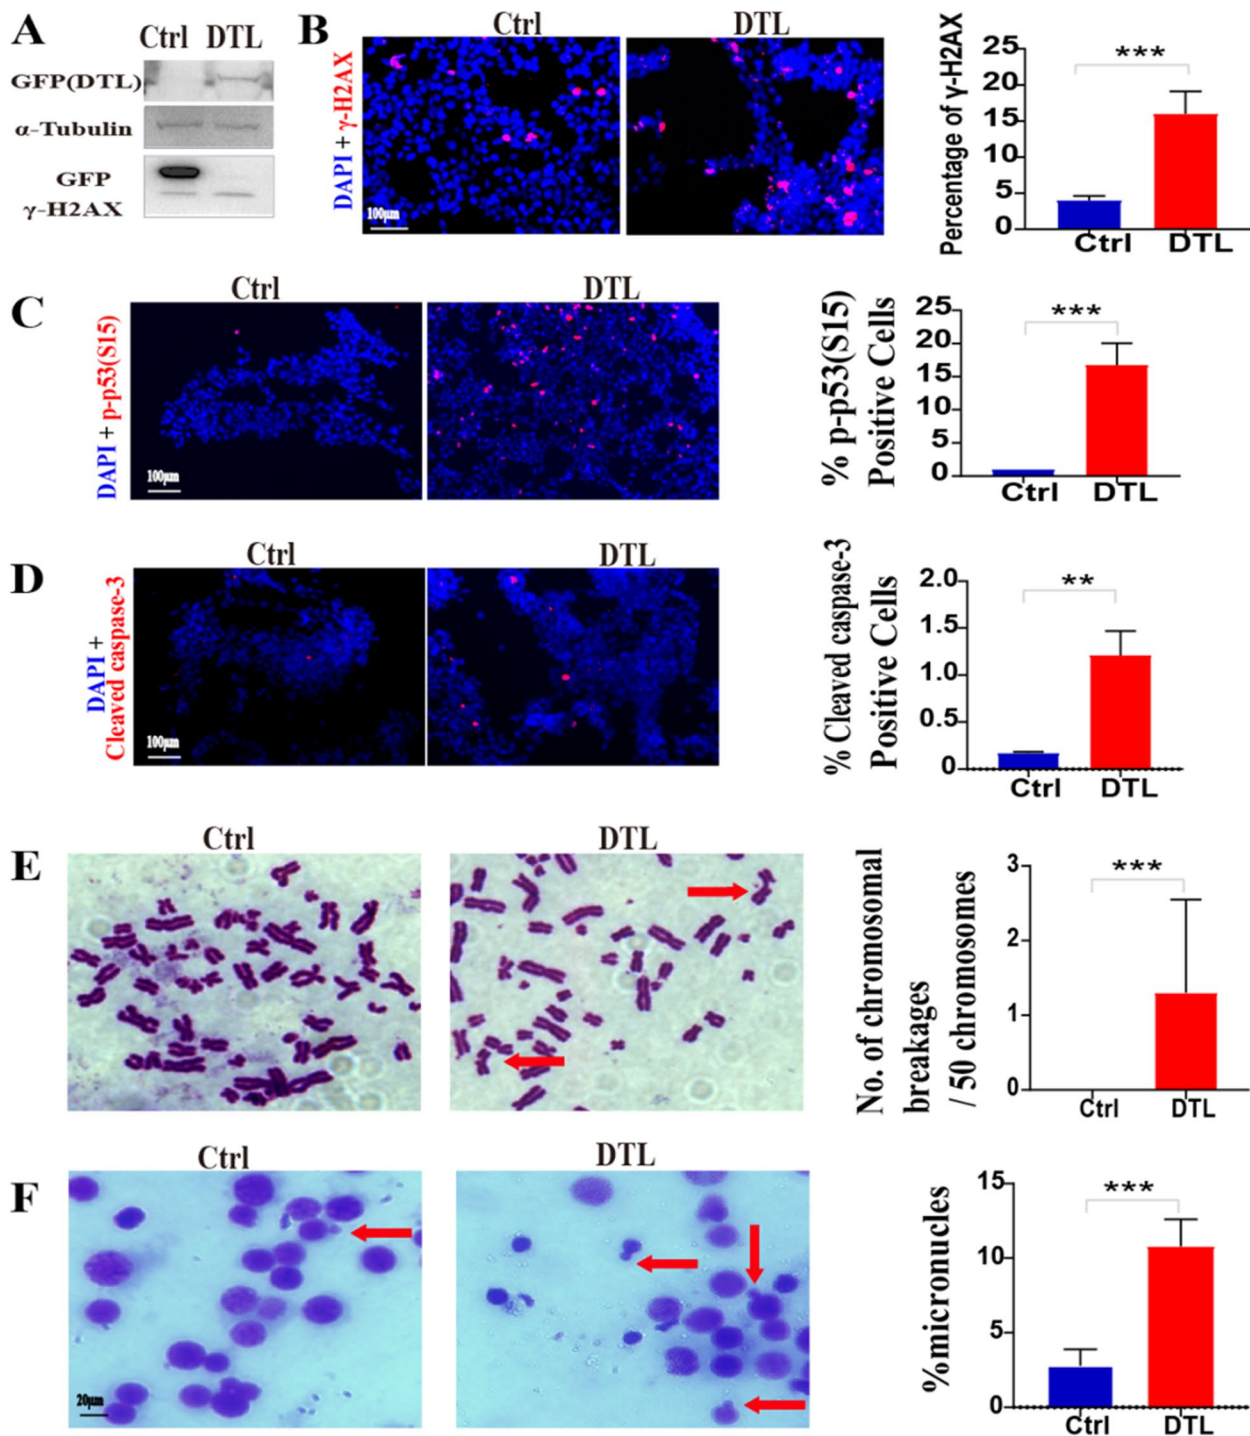 A
Ctrl DTL
GFP(DTL)
α-Tubulin
GFP
γ-H2AX
B
Ctrl
DTL
DAPI + γ-H2AX
100μm
Percentage of γ-H2AX
25
20
15
10
5
0
***
Ctrl
DTL
C
Ctrl
DTL
DAPI + p-p53(S15)
100μm
% p-p53(S15)
Positive Cells
25
20
15
10
5
0
***
Ctrl
DTL
D
Ctrl
DTL
DAPI +
Cleaved caspase-3
100μm
% Cleaved caspase-3
Positive Cells
2.0
1.5
1.0
0.5
0
**
Ctrl
DTL
E
Ctrl
DTL
No. of chromosomal
breakages
/ 50 chromosomes
3
2
1
0
***
Ctrl
DTL
F
Ctrl
DTL
20μm
%micronucles
15
10
5
0
***
Ctrl
DTL